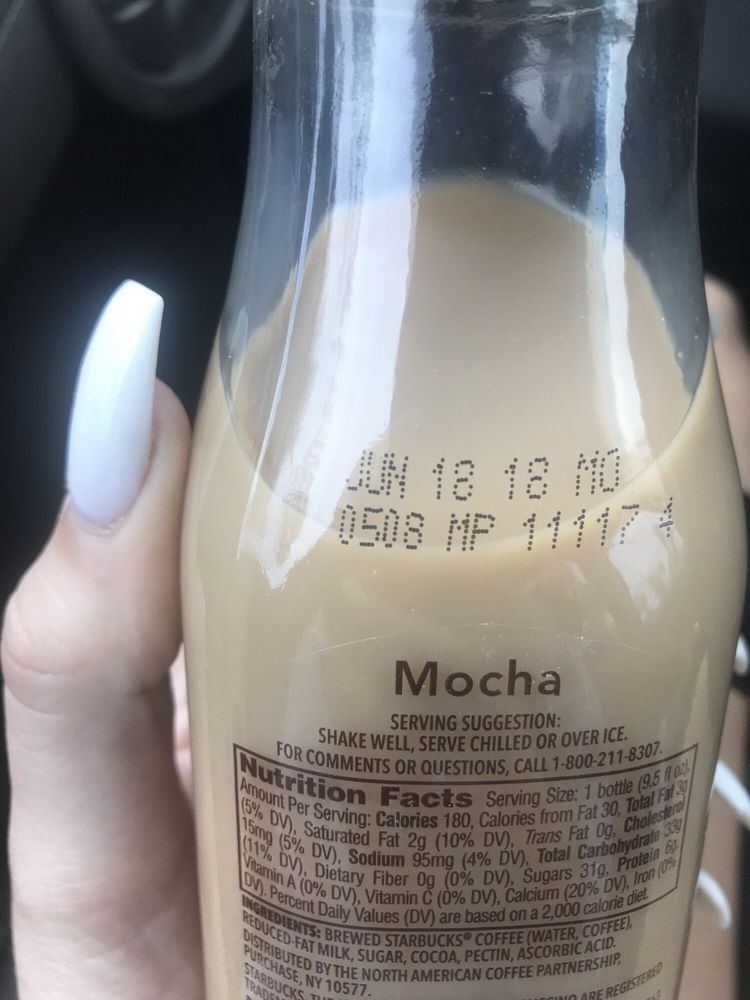 JUN 18 18 MO
0508 MP 11117 4
Mocha
SERVING SUGGESTION:
SHAKE WELL, SERVE CHILLED OR OVER ICE.
FOR COMMENTS OR QUESTIONS, CALL 1-800-211-8307.
Nutrition Facts Serving Size: 1 bottle (9.5 fl oz),
Amount Per Serving: Calories 180, Calories from Fat 30, Total Fat 3g
(5% DV), Saturated Fat 2g (10% DV), Trans Fat 0g, Cholesterol
15mg (5% DV), Sodium 95mg (4% DV), Total Carbohydrate 33g
(11% DV), Dietary Fiber 0g (0% DV), Sugars 31g, Protein 6g,
Vitamin A (0% DV), Vitamin C (0% DV), Calcium (20% DV), Iron (0%
DV). Percent Daily Values (DV) are based on a 2,000 calorie diet.
INGREDIENTS: BREWED STARBUCKS® COFFEE (WATER, COFFEE),
REDUCED-FAT MILK, SUGAR, COCOA, PECTIN, ASCORBIC ACID.
DISTRIBUTED BY THE NORTH AMERICAN COFFEE PARTNERSHIP,
PURCHASE, NY 10577.
STARBUCKS, ARE REGISTERED